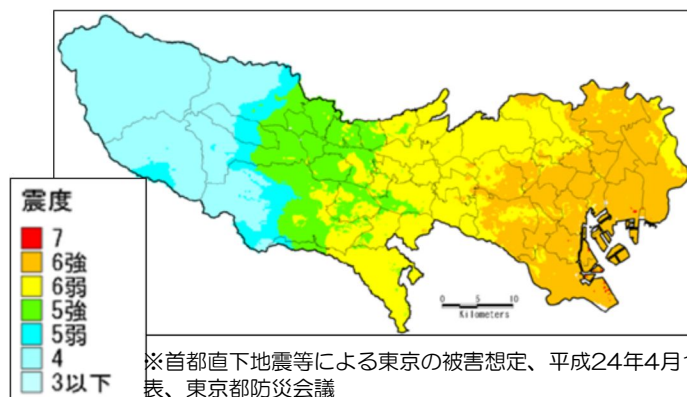 震度
7
6強
6弱
5強
5弱
4
3以下
0 5 10
Kilometers
※首都直下地震等による東京の被害想定、平成24年4月1
表、東京都防災会議